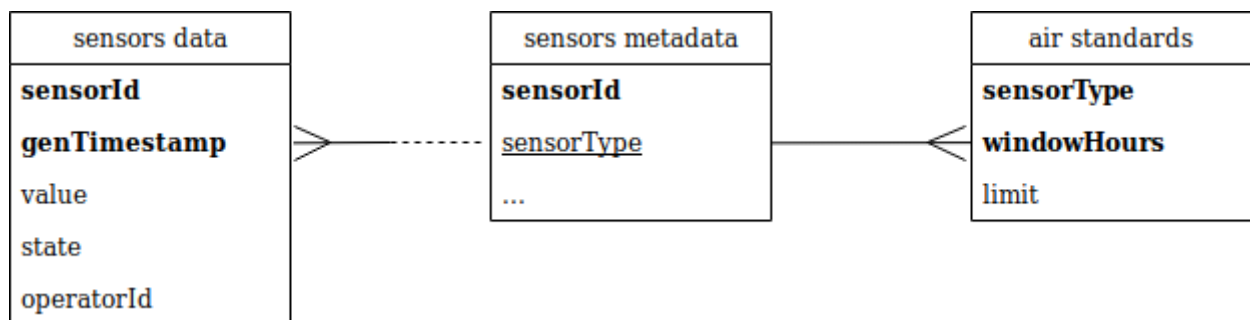 sensors data
sensorId
genTimestamp
value
state
operatorId
sensors metadata
sensorId
sensorType
...
air standards
sensorType
windowHours
limit